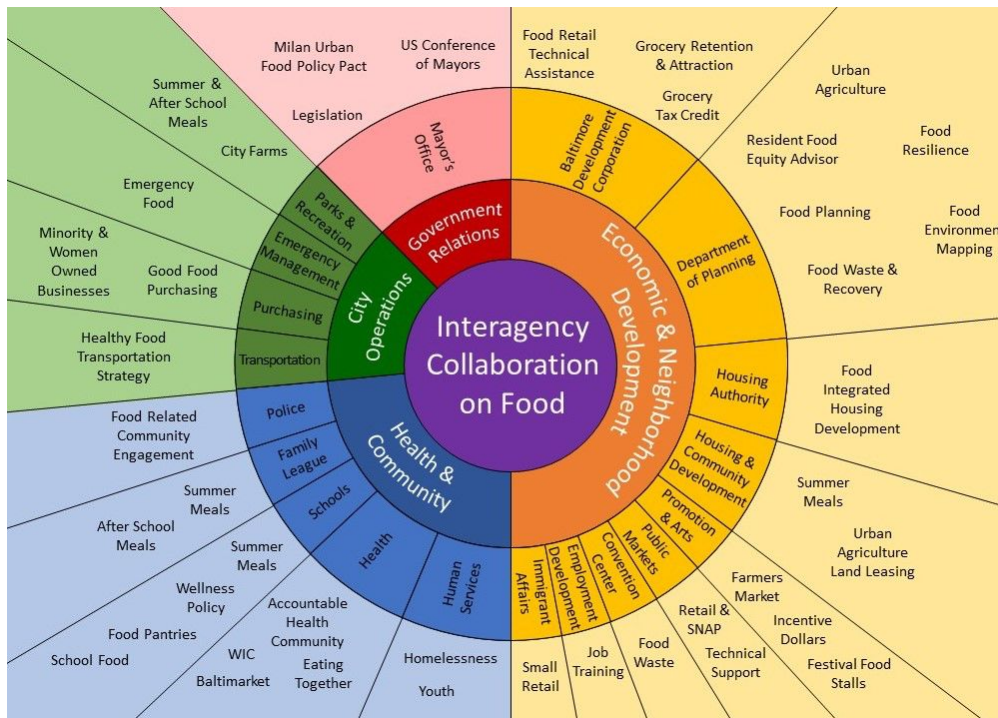 Interagency
Collaboration
on Food
Government
Relations
Mayor's
Office
Milan Urban
Food Policy Pact
US Conference
of Mayors
Legislation
Economic & Neighborhood
Development
Baltimore
Development
Corporation
Food Retail
Technical
Assistance
Grocery Retention
& Attraction
Grocery
Tax Credit
Department
of Planning
Urban
Agriculture
Resident Food
Equity Advisor
Food
Resilience
Food Planning
Food
Environment
Mapping
Food Waste &
Recovery
Housing
Authority
Food
Integrated
Housing
Development
Housing &
Community
Development
Summer
Meals
Urban
Agriculture
Land Leasing
Promotion
& Arts
Farmers
Market
Incentive
Dollars
Festival Food
Stalls
Public
Markets
Retail &
SNAP
Technical
Support
Convention
Center
Food
Waste
Employment
Development
Job
Training
Immigrant
Affairs
Small
Retail
Health &
Community
Human
Services
Homelessness
Youth
Health
Accountable
Health
Community
WIC
Baltimarket
Eating
Together
Schools
Summer
Meals
Wellness
Policy
Food Pantries
School Food
Family
League
Summer
Meals
After School
Meals
Police
Food Related
Community
Engagement
City
Operations
Transportation
Healthy Food
Transportation
Strategy
Purchasing
Minority &
Women
Owned
Businesses
Good Food
Purchasing
Emergency
Management
Emergency
Food
Parks &
Recreation
Summer &
After School
Meals
City Farms